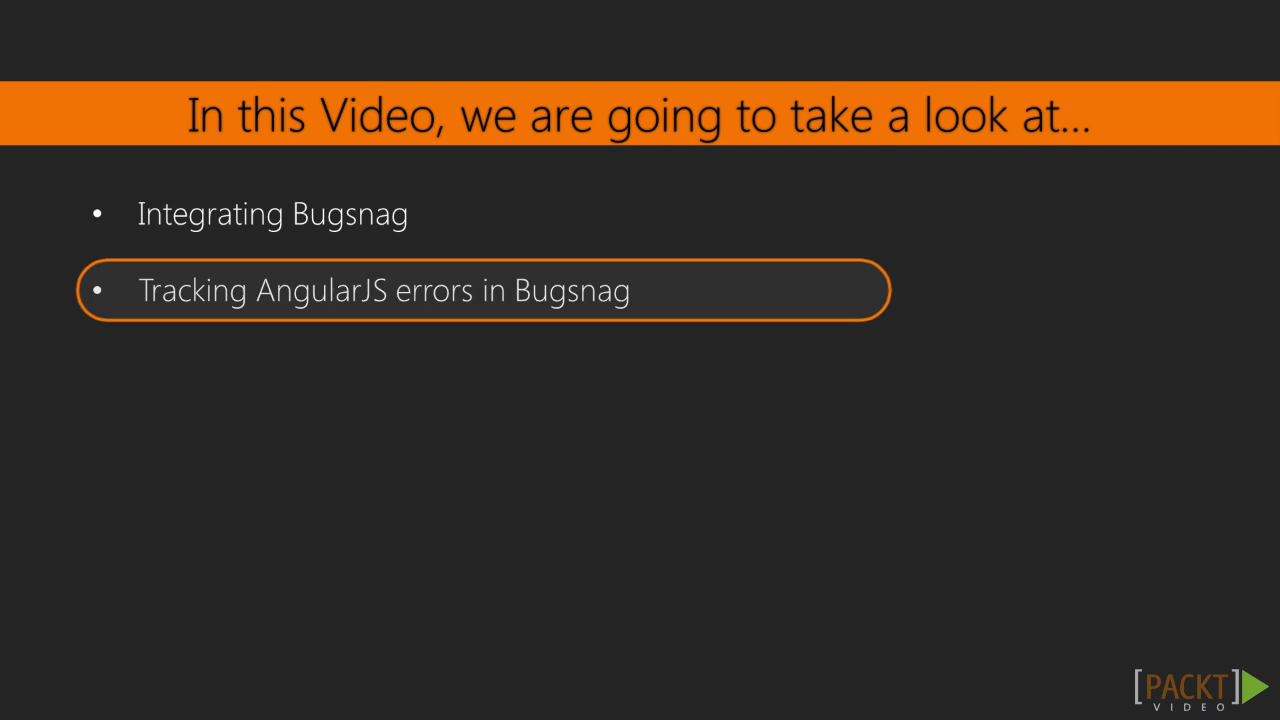 In this Video, we are going to take a look at...
• Integrating Bugsnag
• Tracking AngularJS errors in Bugsnag
[PACKT]
VIDEO